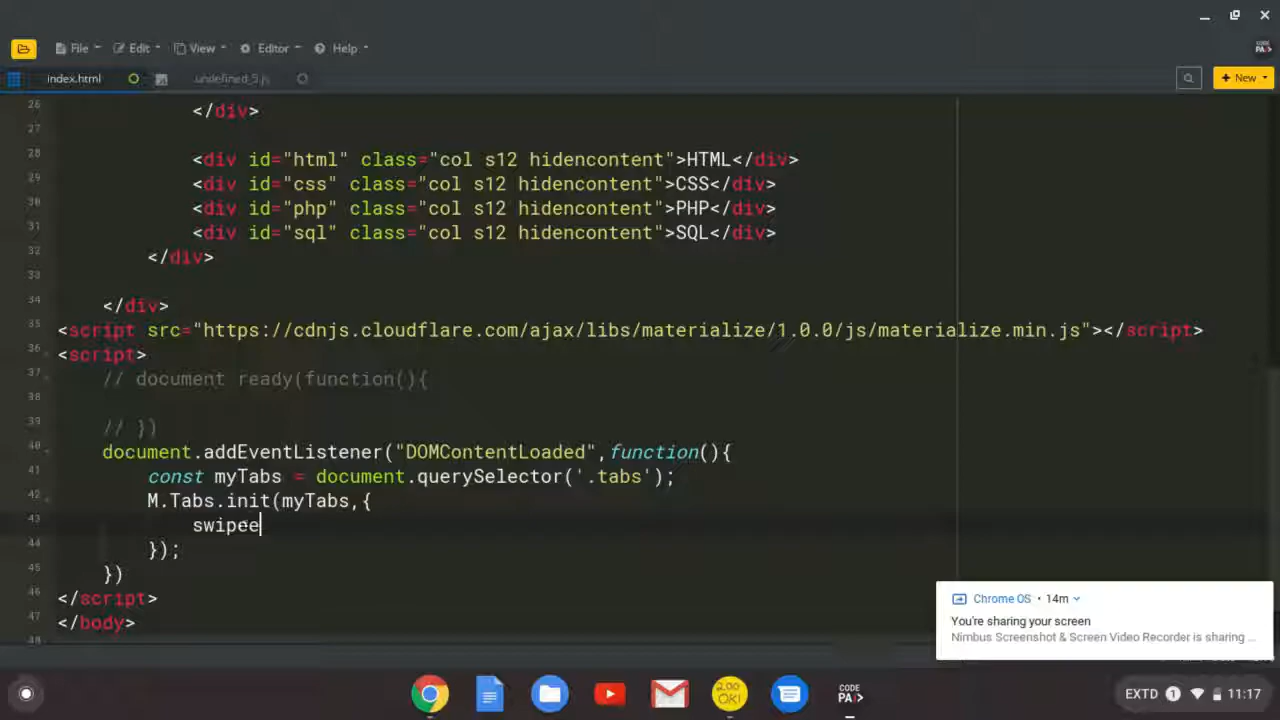 File Edit View Editor Help CODE PAD
index.html undefined_5.js New
26 </div>
27
28 <div id="html" class="col s12 hidencontent">HTML</div>
29 <div id="css" class="col s12 hidencontent">CSS</div>
30 <div id="php" class="col s12 hidencontent">PHP</div>
31 <div id="sql" class="col s12 hidencontent">SQL</div>
32 </div>
33
34 </div>
35 <script src="https://cdnjs.cloudflare.com/ajax/libs/materialize/1.0.0/js/materialize.min.js"></script>
36 <script>
37 // document ready(function(){
38
39 // })
40 document.addEventListener("DOMContentLoaded",function(){
41 const myTabs = document.querySelector('.tabs');
42 M.Tabs.init(myTabs,{
43 swipee
44 });
45 })
46 </script>
47 </body>
48
Chrome OS • 14m
You're sharing your screen
Nimbus Screenshot & Screen Video Recorder is sharing ...
200 OK! CODE EXTD 1 11:17